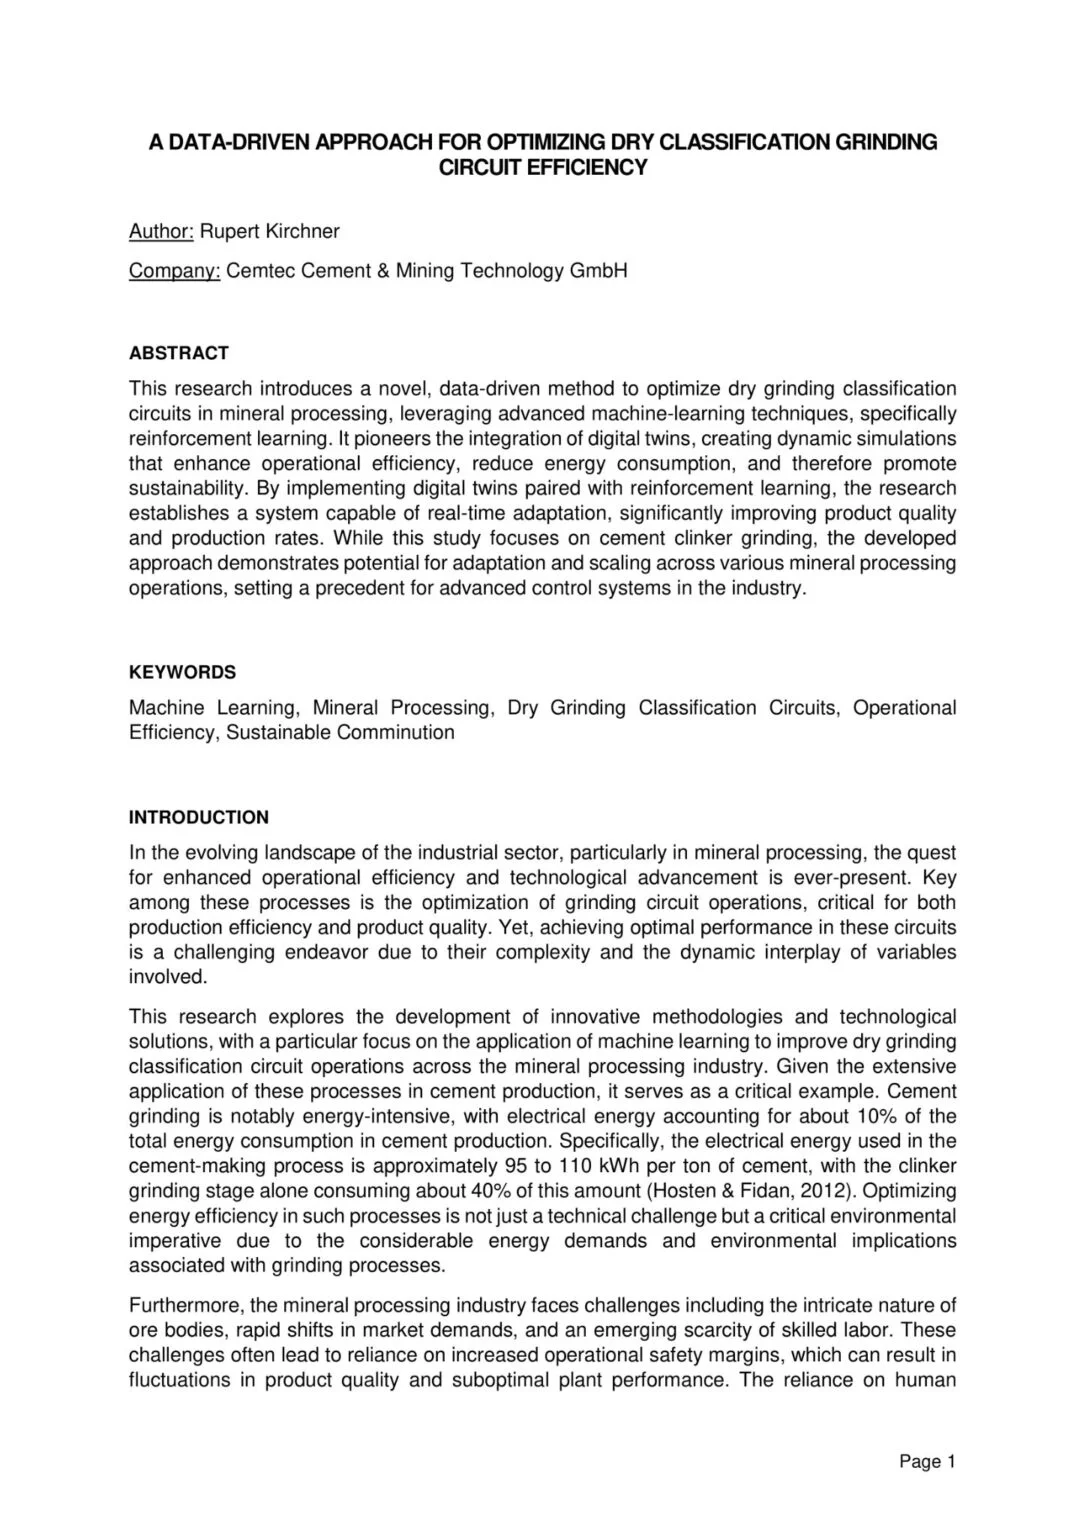 A DATA-DRIVEN APPROACH FOR OPTIMIZING DRY CLASSIFICATION GRINDING
CIRCUIT EFFICIENCY
Author: Rupert Kirchner
Company: Cemtec Cement & Mining Technology GmbH
ABSTRACT
This research introduces a novel, data-driven method to optimize dry grinding classification
circuits in mineral processing, leveraging advanced machine-learning techniques, specifically
reinforcement learning. It pioneers the integration of digital twins, creating dynamic simulations
that enhance operational efficiency, reduce energy consumption, and therefore promote
sustainability. By implementing digital twins paired with reinforcement learning, the research
establishes a system capable of real-time adaptation, significantly improving product quality
and production rates. While this study focuses on cement clinker grinding, the developed
approach demonstrates potential for adaptation and scaling across various mineral processing
operations, setting a precedent for advanced control systems in the industry.
KEYWORDS
Machine Learning, Mineral Processing, Dry Grinding Classification Circuits, Operational
Efficiency, Sustainable Comminution
INTRODUCTION
In the evolving landscape of the industrial sector, particularly in mineral processing, the quest
for enhanced operational efficiency and technological advancement is ever-present. Key
among these processes is the optimization of grinding circuit operations, critical for both
production efficiency and product quality. Yet, achieving optimal performance in these circuits
is a challenging endeavor due to their complexity and the dynamic interplay of variables
involved.
This research explores the development of innovative methodologies and technological
solutions, with a particular focus on the application of machine learning to improve dry grinding
classification circuit operations across the mineral processing industry. Given the extensive
application of these processes in cement production, it serves as a critical example. Cement
grinding is notably energy-intensive, with electrical energy accounting for about 10% of the
total energy consumption in cement production. Specifically, the electrical energy used in the
cement-making process is approximately 95 to 110 kWh per ton of cement, with the clinker
grinding stage alone consuming about 40% of this amount (Hosten & Fidan, 2012). Optimizing
energy efficiency in such processes is not just a technical challenge but a critical environmental
imperative due to the considerable energy demands and environmental implications
associated with grinding processes.
Furthermore, the mineral processing industry faces challenges including the intricate nature of
ore bodies, rapid shifts in market demands, and an emerging scarcity of skilled labor. These
challenges often lead to reliance on increased operational safety margins, which can result in
fluctuations in product quality and suboptimal plant performance. The reliance on human
Page 1